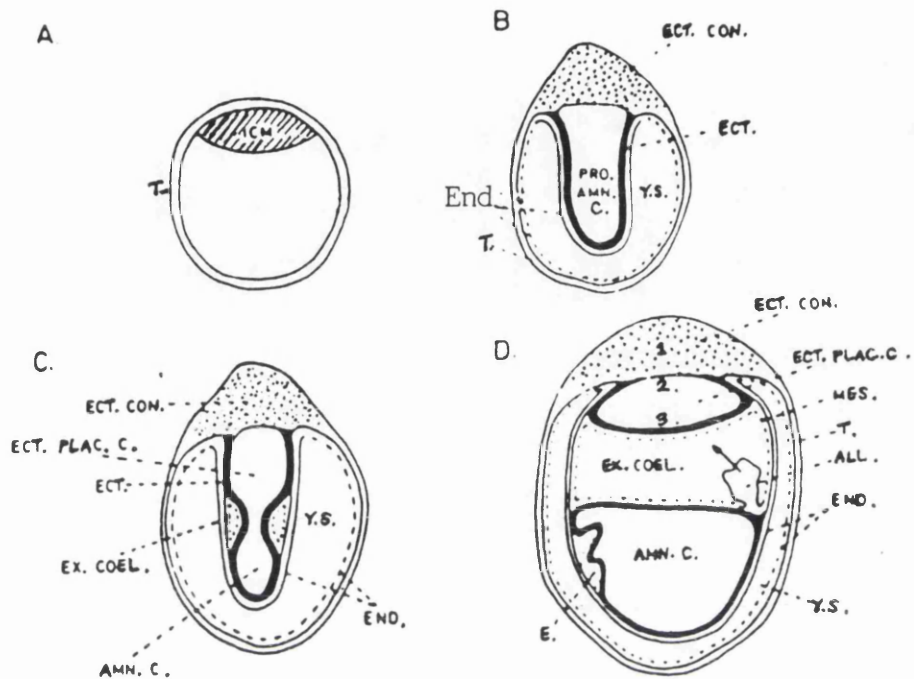 A
ICM
T
B
ECT. CON.
ECT.
PRO.
AMN.
C.
Y.S.
End
T.
C.
ECT. CON.
ECT. PLAC. C.
ECT.
Y.S.
EX. COEL.
END.
AMN. C.
D.
ECT. CON.
1
ECT. PLAC. C.
2
MES.
3
T.
EX. COEL.
ALL.
END.
AMN. C.
Y.S.
E.